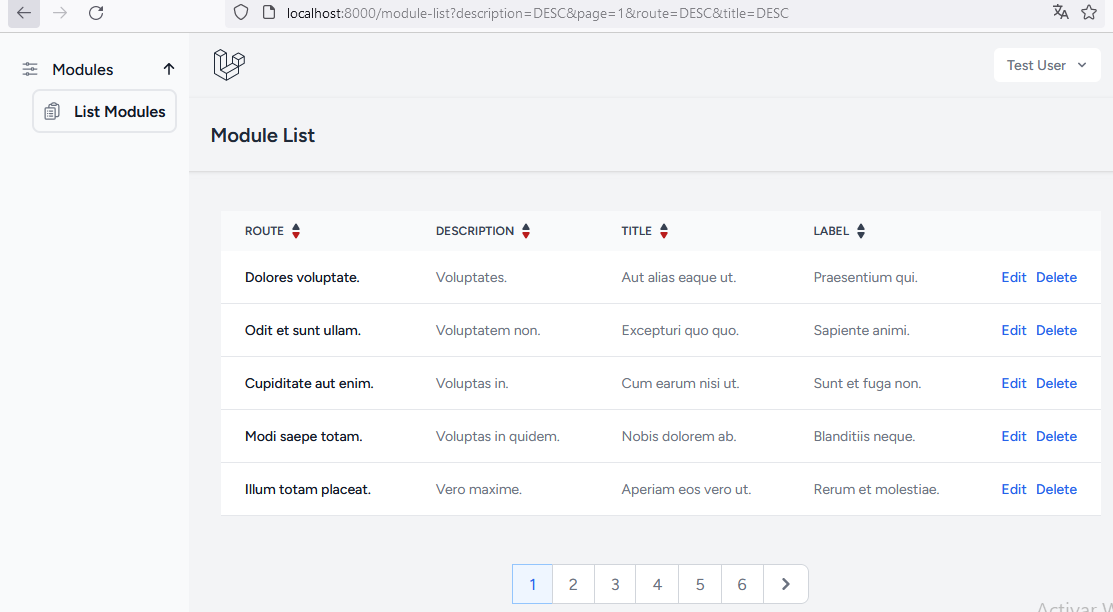 localhost:8000/module-list?description=DESC&page=1&route=DESC&title=DESC
Modules
List Modules
Test User
Module List
ROUTE DESCRIPTION TITLE LABEL
Dolores voluptate. Voluptates. Aut alias eaque ut. Praesentium qui. Edit Delete
Odit et sunt ullam. Voluptatem non. Excepturi quo quo. Sapiente animi. Edit Delete
Cupiditate aut enim. Voluptas in. Cum earum nisi ut. Sunt et fuga non. Edit Delete
Modi saepe totam. Voluptas in quidem. Nobis dolorem ab. Blanditiis neque. Edit Delete
Illum totam placeat. Vero maxime. Aperiam eos vero ut. Rerum et molestiae. Edit Delete
1 2 3 4 5 6
Activar W